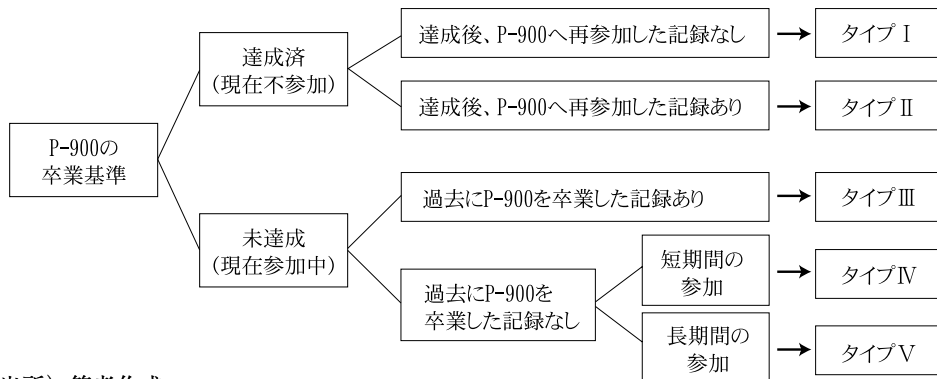 達成後、P-900へ再参加した記録なし
タイプⅠ
達成済
(現在不参加)
達成後、P-900へ再参加した記録あり
タイプⅡ
P-900の
卒業基準
過去にP-900を卒業した記録あり
タイプⅢ
未達成
(現在参加中)
短期間の
参加
タイプⅣ
過去にP-900を
卒業した記録なし
長期間の
参加
タイプⅤ